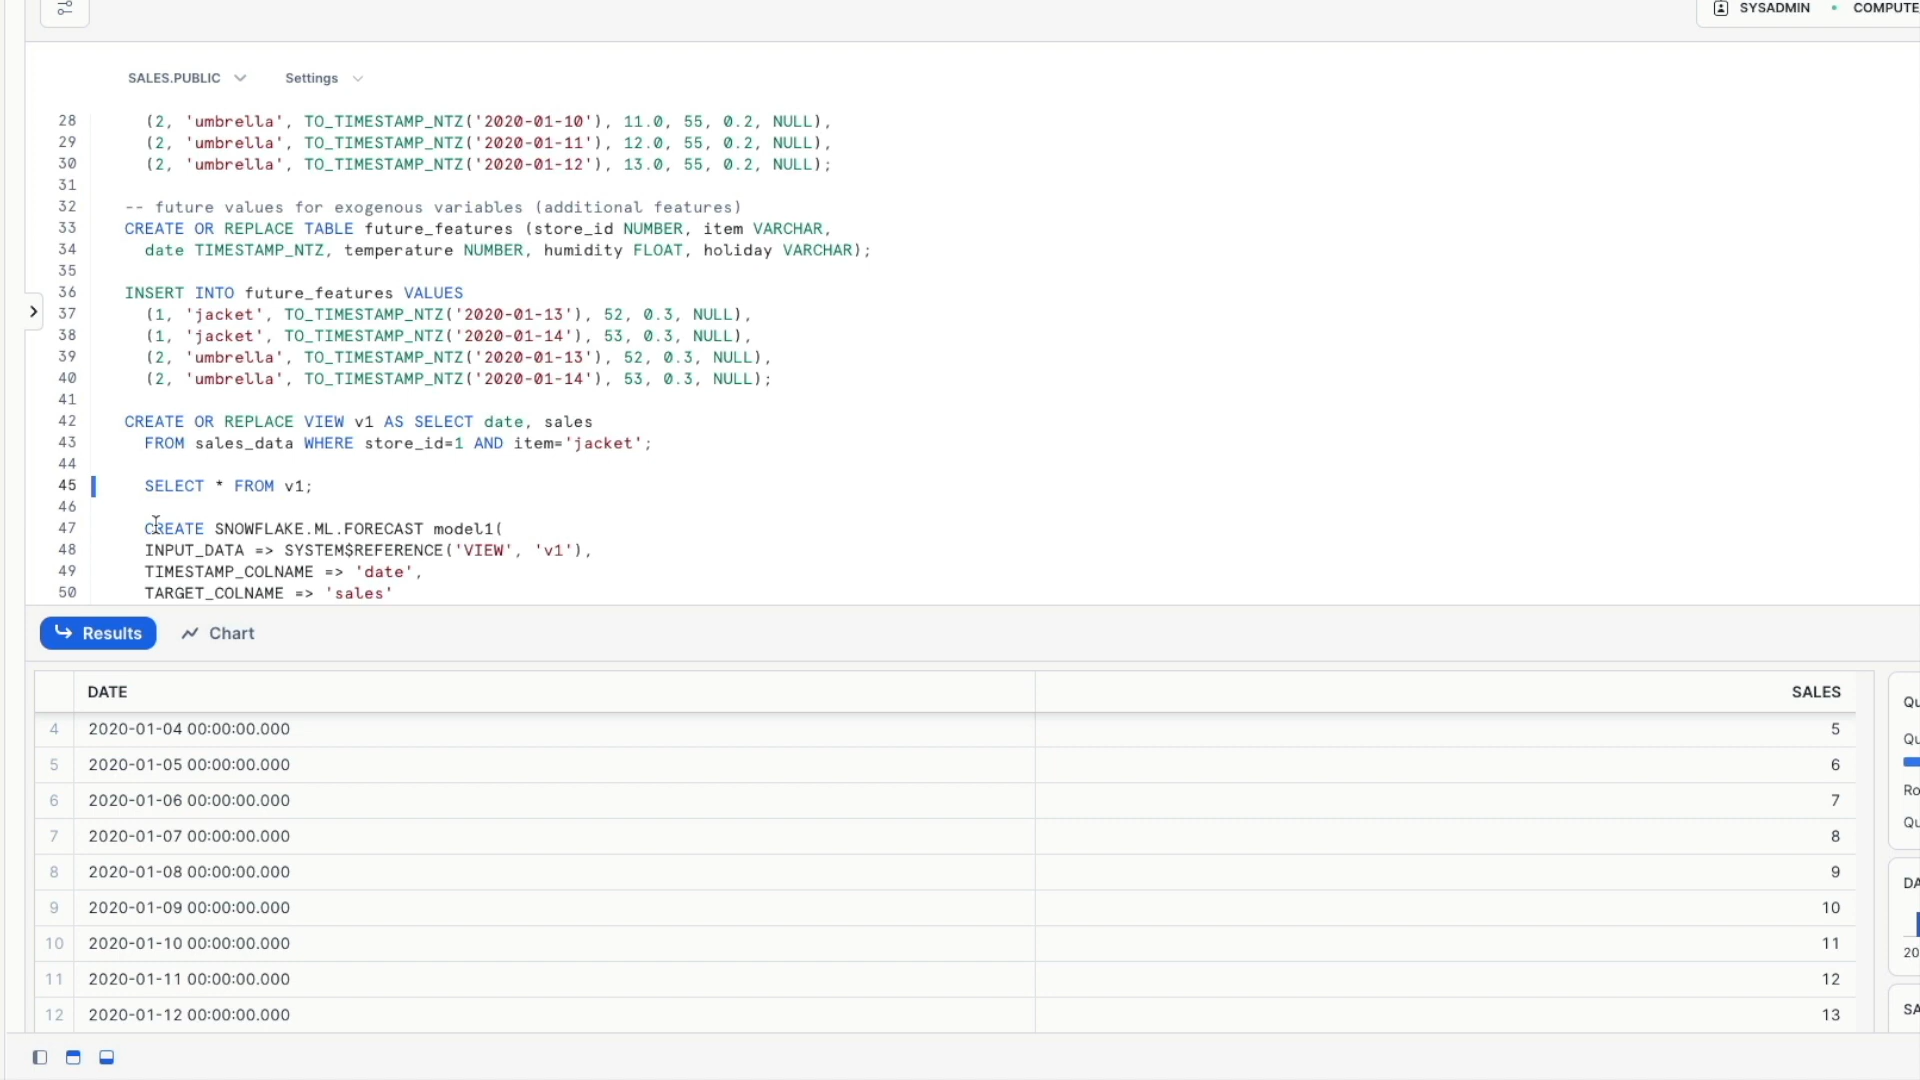 SYSADMIN • COMPUTE
SALES.PUBLIC Settings
28 (2, 'umbrella', TO_TIMESTAMP_NTZ('2020-01-10'), 11.0, 55, 0.2, NULL),
29 (2, 'umbrella', TO_TIMESTAMP_NTZ('2020-01-11'), 12.0, 55, 0.2, NULL),
30 (2, 'umbrella', TO_TIMESTAMP_NTZ('2020-01-12'), 13.0, 55, 0.2, NULL);
31
32 -- future values for exogenous variables (additional features)
33 CREATE OR REPLACE TABLE future_features (store_id NUMBER, item VARCHAR,
34 date TIMESTAMP_NTZ, temperature NUMBER, humidity FLOAT, holiday VARCHAR);
35
36 INSERT INTO future_features VALUES
37 (1, 'jacket', TO_TIMESTAMP_NTZ('2020-01-13'), 52, 0.3, NULL),
38 (1, 'jacket', TO_TIMESTAMP_NTZ('2020-01-14'), 53, 0.3, NULL),
39 (2, 'umbrella', TO_TIMESTAMP_NTZ('2020-01-13'), 52, 0.3, NULL),
40 (2, 'umbrella', TO_TIMESTAMP_NTZ('2020-01-14'), 53, 0.3, NULL);
41
42 CREATE OR REPLACE VIEW v1 AS SELECT date, sales
43 FROM sales_data WHERE store_id=1 AND item='jacket';
44
45 SELECT * FROM v1;
46
47 CREATE SNOWFLAKE.ML.FORECAST model1(
48 INPUT_DATA => SYSTEM$REFERENCE('VIEW', 'v1'),
49 TIMESTAMP_COLNAME => 'date',
50 TARGET_COLNAME => 'sales'
Results Chart
DATE SALES
4 2020-01-04 00:00:00.000 5
5 2020-01-05 00:00:00.000 6
6 2020-01-06 00:00:00.000 7
7 2020-01-07 00:00:00.000 8
8 2020-01-08 00:00:00.000 9
9 2020-01-09 00:00:00.000 10
10 2020-01-10 00:00:00.000 11
11 2020-01-11 00:00:00.000 12
12 2020-01-12 00:00:00.000 13
Qu
Qu
Ro
Qu
DA
20
SA